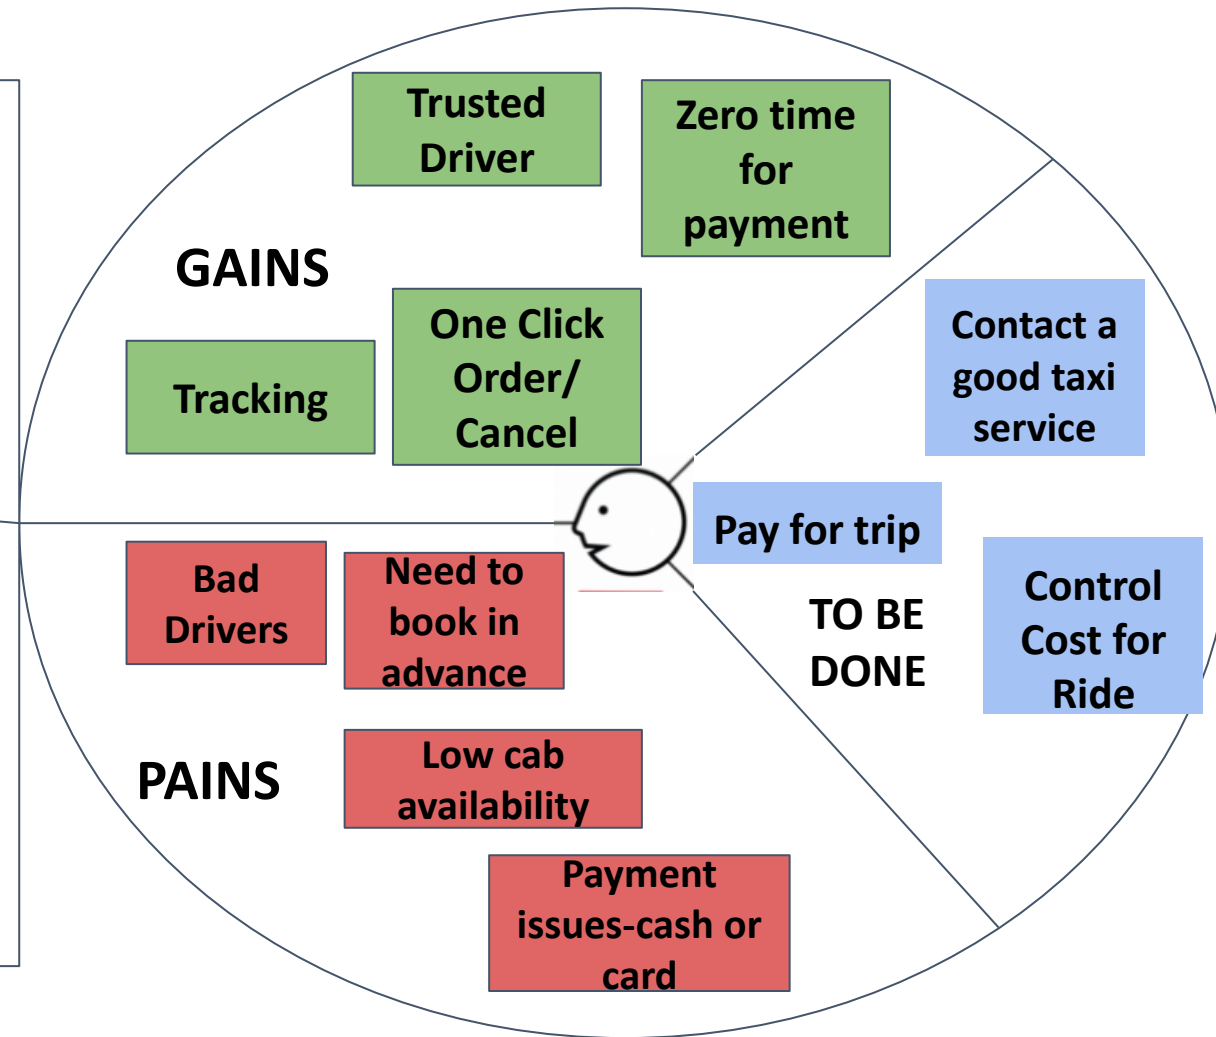 Trusted
Driver
Zero time
for
payment
GAINS
One Click
Order/
Cancel
Tracking
Contact a
good taxi
service
Pay for trip
Control
Cost for
Ride
TO BE
DONE
Bad
Drivers
Need to
book in
advance
PAINS
Low cab
availability
Payment
issues-cash or
card